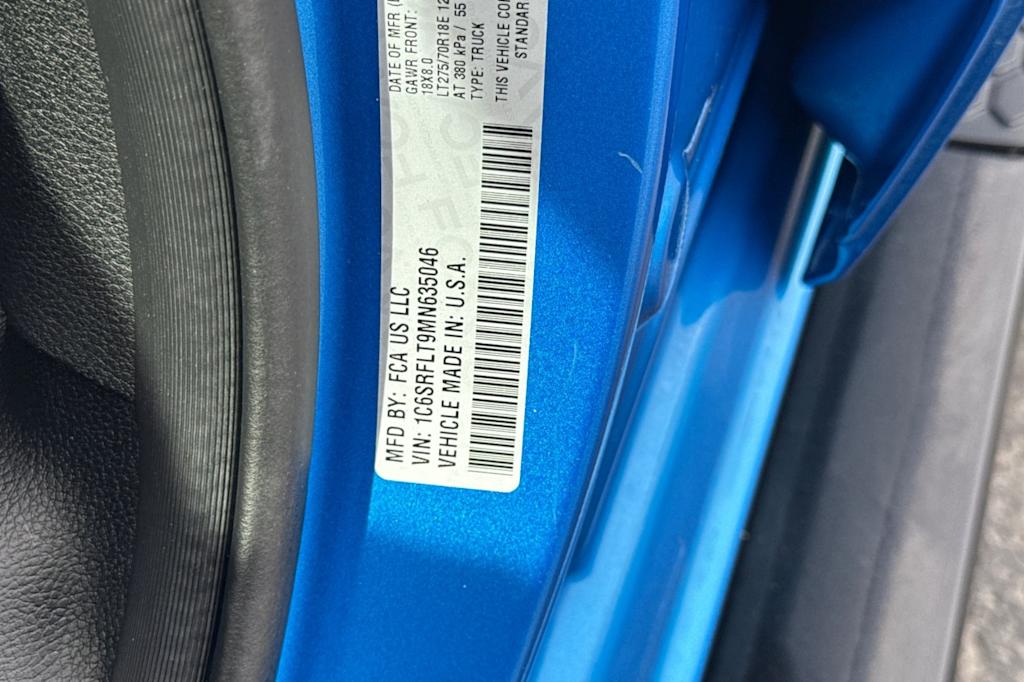 MFD BY: FCA US LLC
VIN: 1C6SRFLT9MN635046
VEHICLE MADE IN: U.S.A.
DATE OF MFR
GAWR FRONT:
18X8.0
LT275/70R18E 12
AT 380 kPa / 55
TYPE: TRUCK
THIS VEHICLE
STANDAR